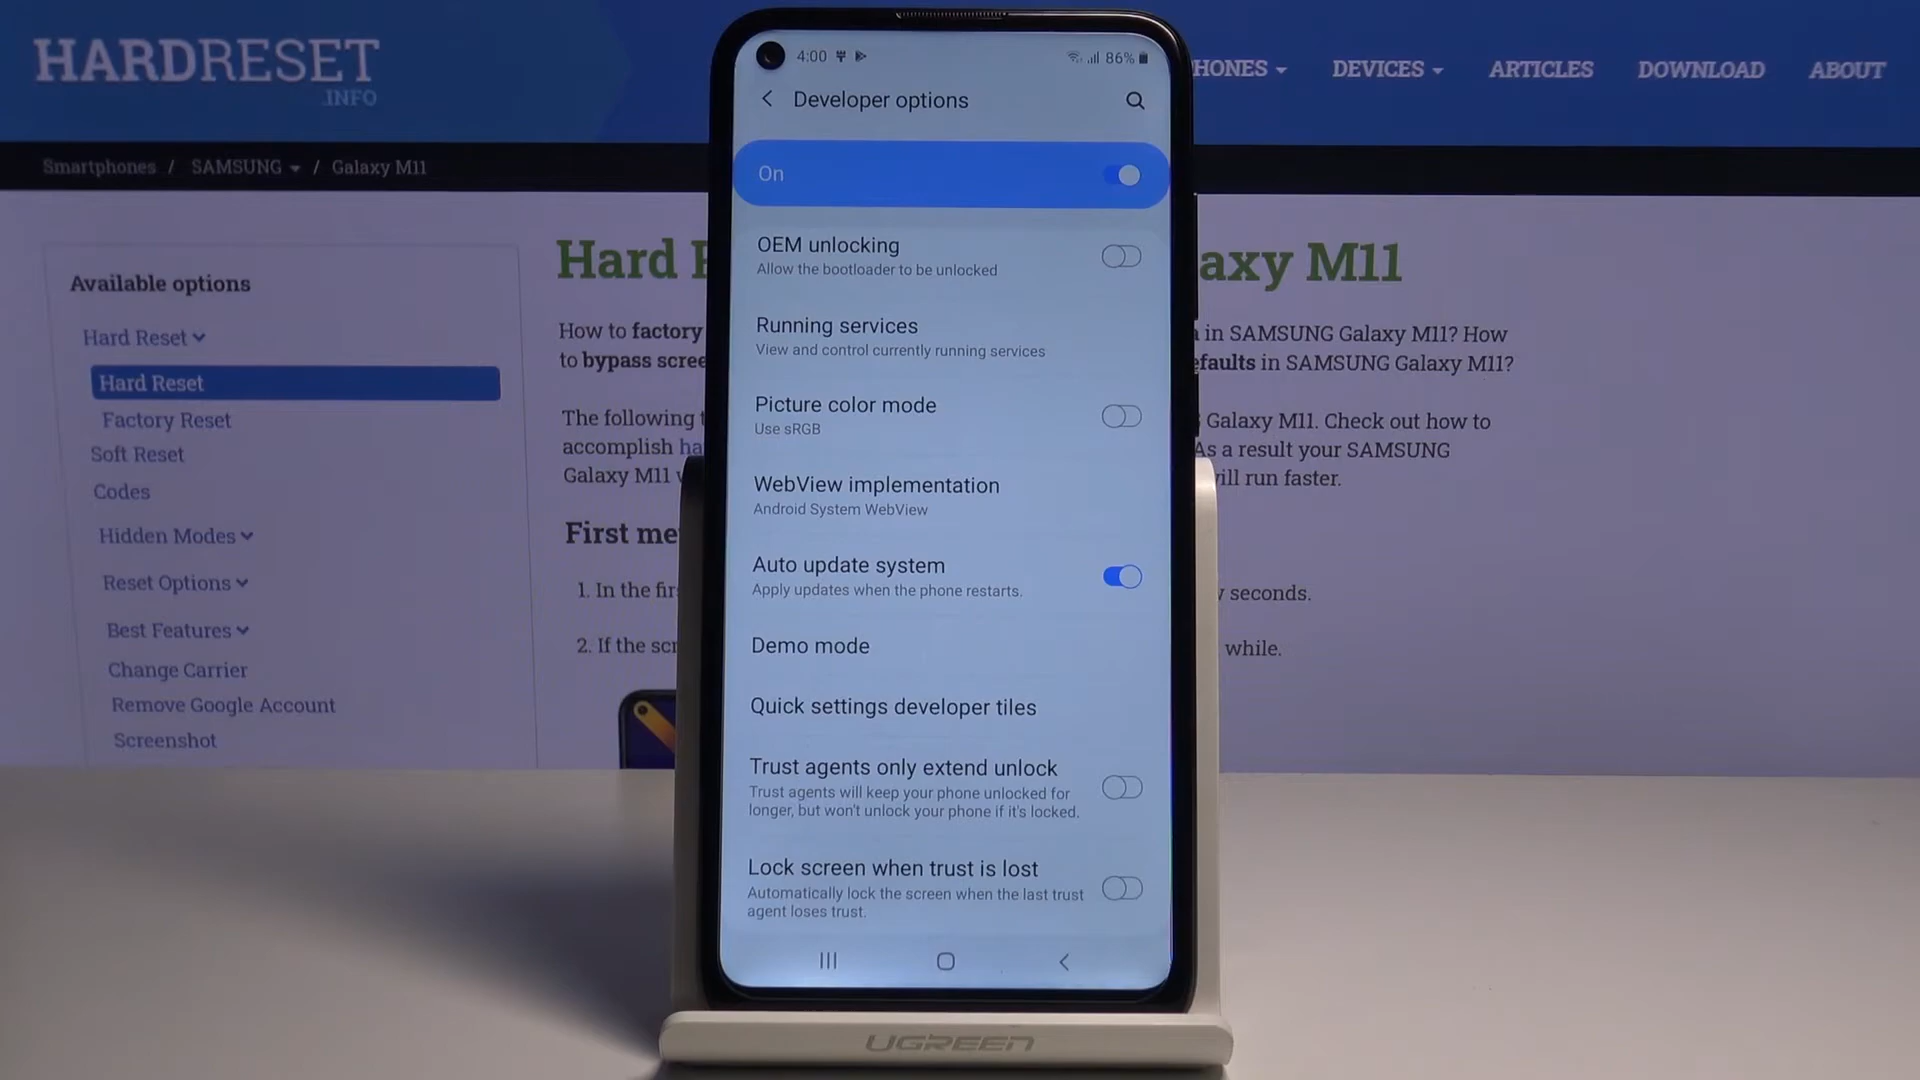 HARDRESET
.INFO
HONES
DEVICES
ARTICLES
DOWNLOAD
ABOUT
Smartphones / SAMSUNG / Galaxy M11
Available options
Hard Reset
Hard Reset
Factory Reset
Soft Reset
Codes
Hidden Modes
Reset Options
Best Features
Change Carrier
Remove Google Account
Screenshot
Hard
axy M11
How to factory
in SAMSUNG Galaxy M11? How
to bypass scree
efaults in SAMSUNG Galaxy M11?
The following
Galaxy M11. Check out how to
accomplish ha
As a result your SAMSUNG
Galaxy M11
will run faster.
First me
1. In the fir
seconds.
2. If the scr
while.
4:00
86%
Developer options
On
OEM unlocking
Allow the bootloader to be unlocked
Running services
View and control currently running services
Picture color mode
Use sRGB
WebView implementation
Android System WebView
Auto update system
Apply updates when the phone restarts.
Demo mode
Quick settings developer tiles
Trust agents only extend unlock
Trust agents will keep your phone unlocked for
longer, but won't unlock your phone if it's locked.
Lock screen when trust is lost
Automatically lock the screen when the last trust
agent loses trust.
UGREEN